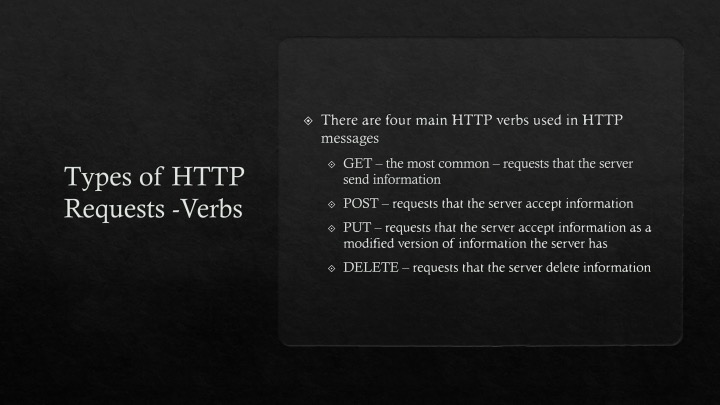 Types of HTTP
Requests -Verbs
There are four main HTTP verbs used in HTTP
messages
GET – the most common – requests that the server
send information
POST – requests that the server accept information
PUT – requests that the server accept information as a
modified version of information the server has
DELETE – requests that the server delete information